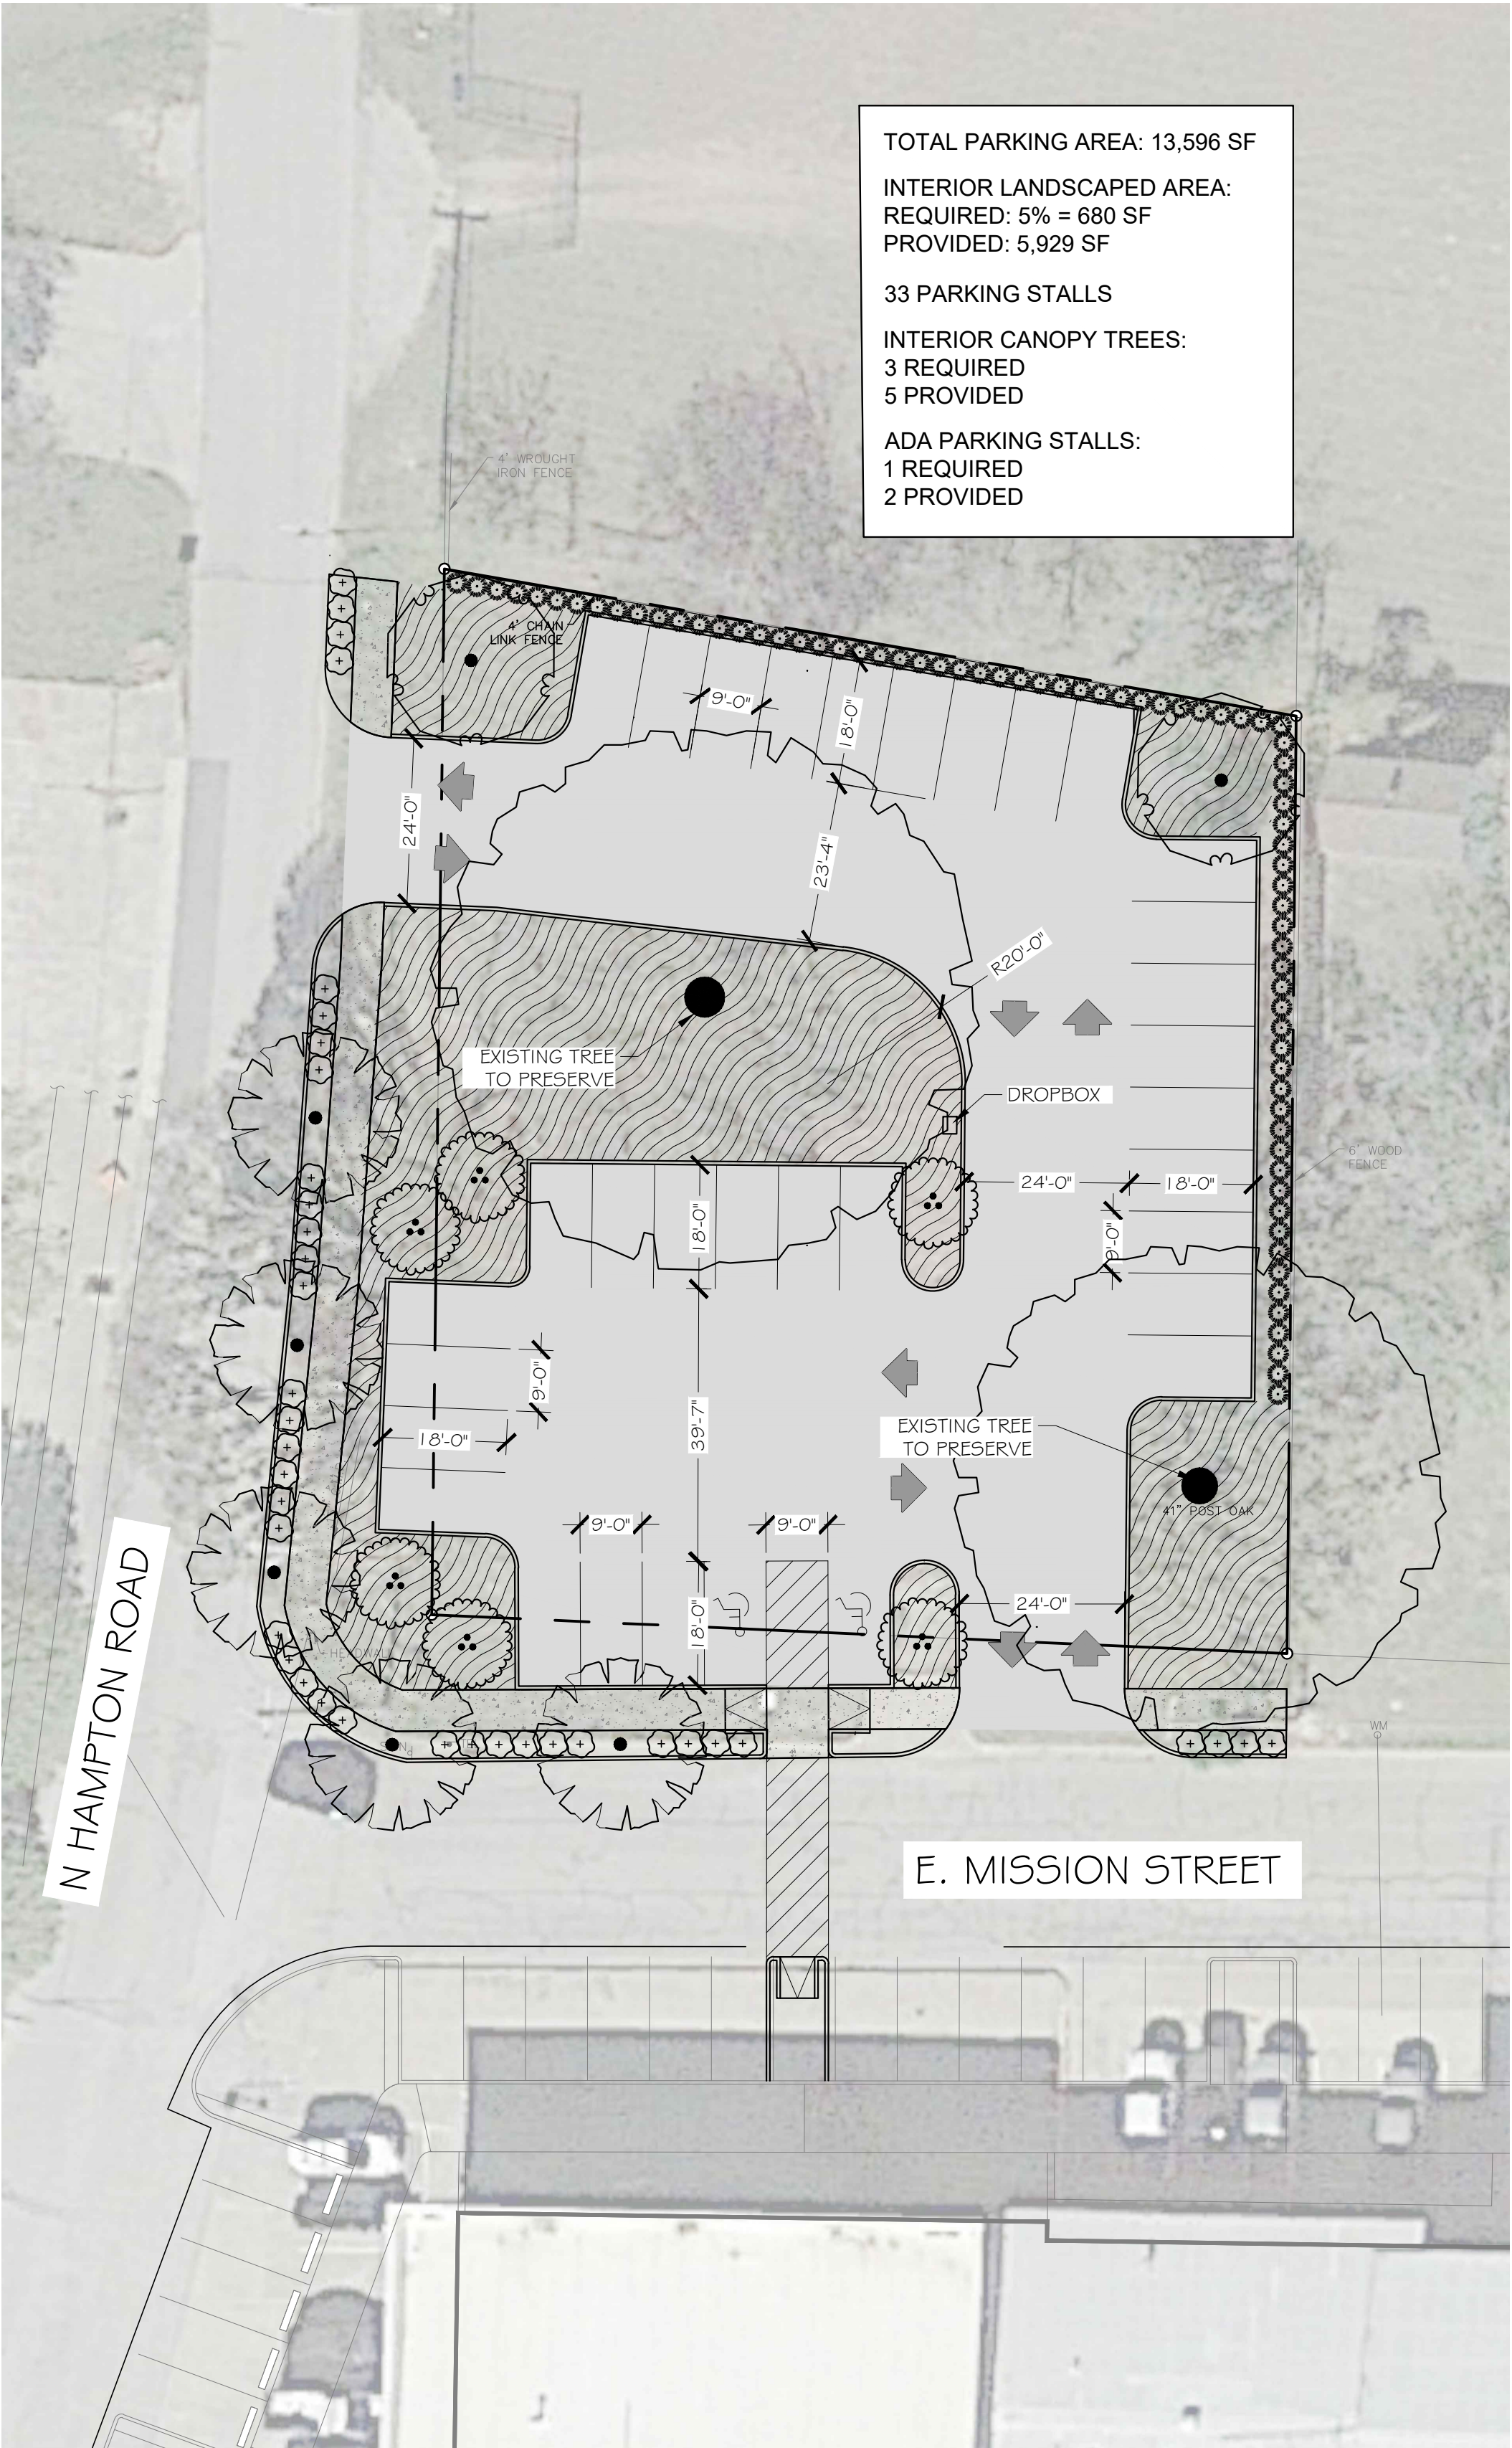 TOTAL PARKING AREA: 13,596 SF
INTERIOR LANDSCAPED AREA:
REQUIRED: 5% = 680 SF
PROVIDED: 5,929 SF
33 PARKING STALLS
INTERIOR CANOPY TREES:
3 REQUIRED
5 PROVIDED
ADA PARKING STALLS:
1 REQUIRED
2 PROVIDED
4' WROUGHT
IRON FENCE
4' CHAIN
LINK FENCE
9'-0"
18'-0"
24'-0"
23'-4"
R20'-0"
EXISTING TREE
TO PRESERVE
DROPBOX
6' WOOD
FENCE
24'-0"
18'-0"
18'-0"
9'-0"
9'-0"
39'-7"
18'-0"
EXISTING TREE
TO PRESERVE
41" POST OAK
9'-0"
9'-0"
18'-0"
24'-0"
N HAMPTON ROAD
WM
E. MISSION STREET